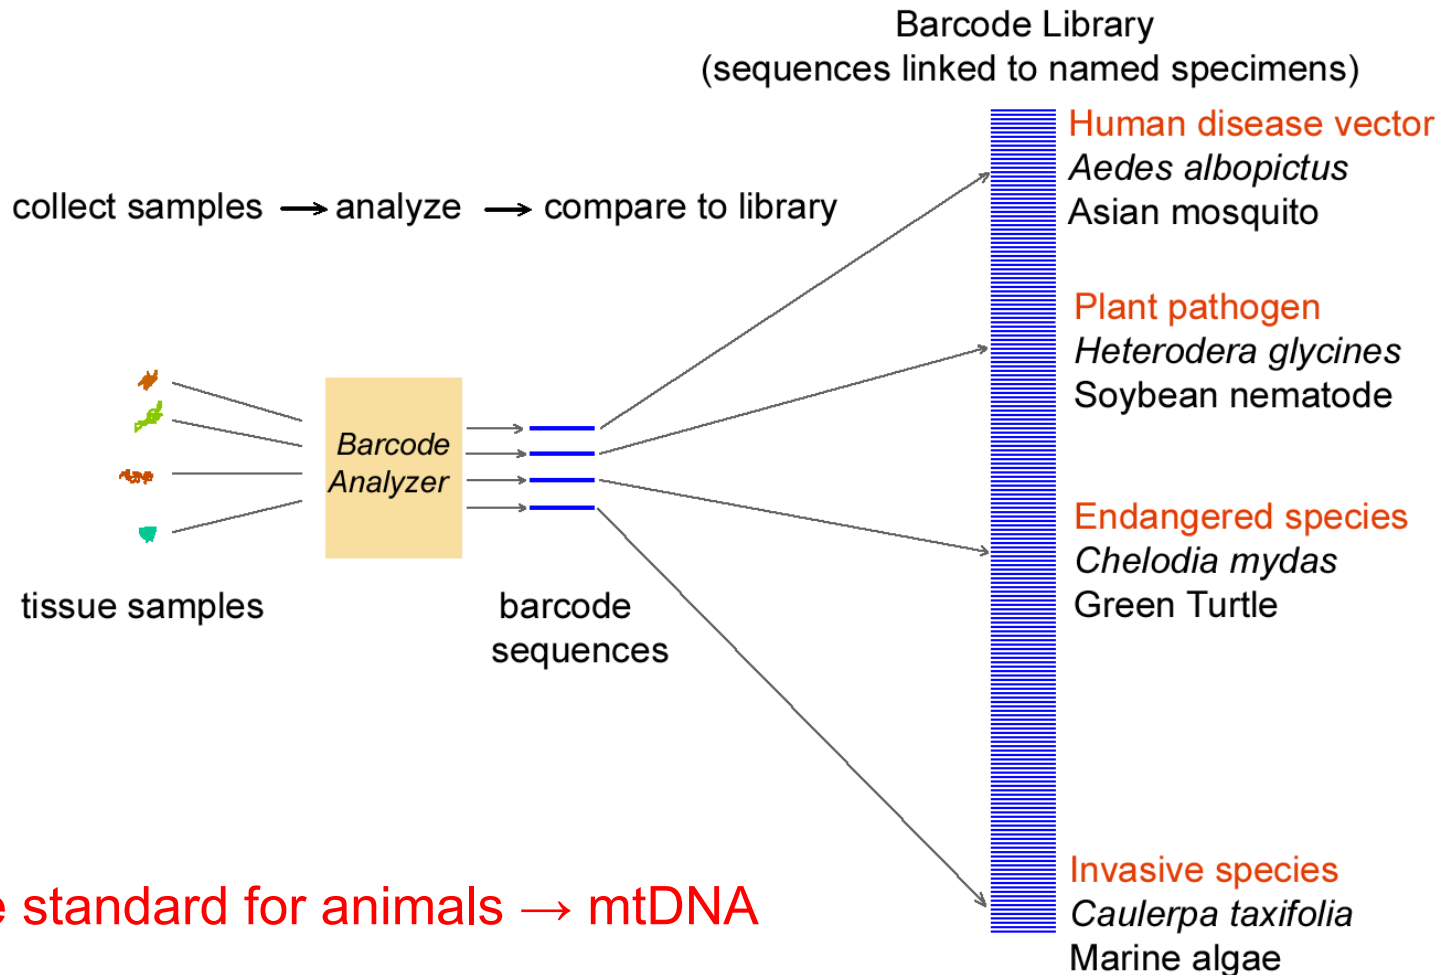 Barcode Library
(sequences linked to named specimens)
collect samples → analyze → compare to library
Human disease vector
Aedes albopictus
Asian mosquito
Plant pathogen
Heterodera glycines
Soybean nematode
Barcode
Analyzer
Endangered species
Chelodia mydas
Green Turtle
tissue samples
barcode
sequences
Invasive species
Caulerpa taxifolia
Marine algae
e standard for animals → mtDNA